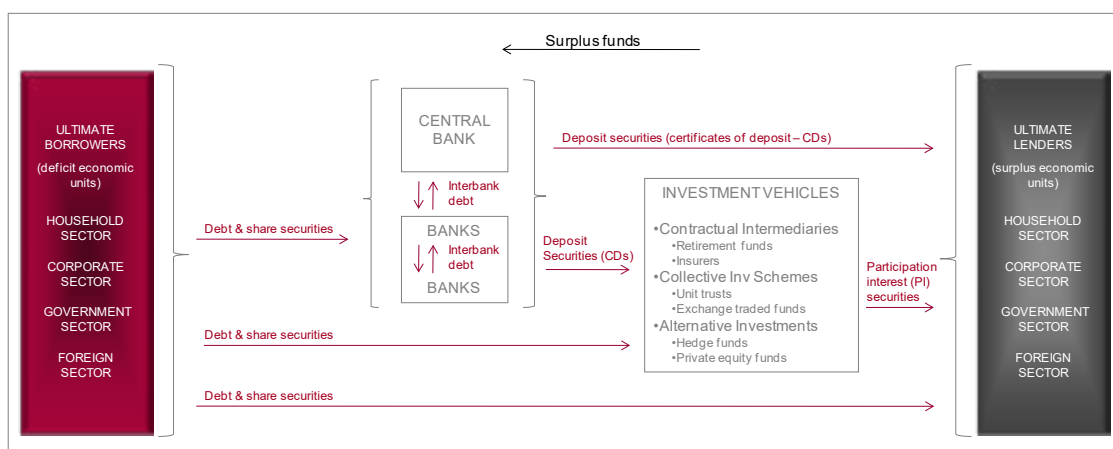 Surplus funds
ULTIMATE
BORROWERS
(deficit economic
units)
HOUSEHOLD
SECTOR
CORPORATE
SECTOR
GOVERNMENT
SECTOR
FOREIGN
SECTOR
Debt & share securities
Debt & share securities
Debt & share securities
CENTRAL
BANK
Interbank
debt
BANKS
Interbank
debt
BANKS
Deposit securities (certificates of deposit – CDs)
Deposit
Securities (CDs)
INVESTMENT VEHICLES
•Contractual Intermediaries
•Retirement funds
•Insurers
•Collective Inv Schemes
•Unit trusts
•Exchange traded funds
•Alternative Investments
•Hedge funds
•Private equity funds
Participation
interest (PI)
securities
ULTIMATE
LENDERS
(surplus economic
units)
HOUSEHOLD
SECTOR
CORPORATE
SECTOR
GOVERNMENT
SECTOR
FOREIGN
SECTOR